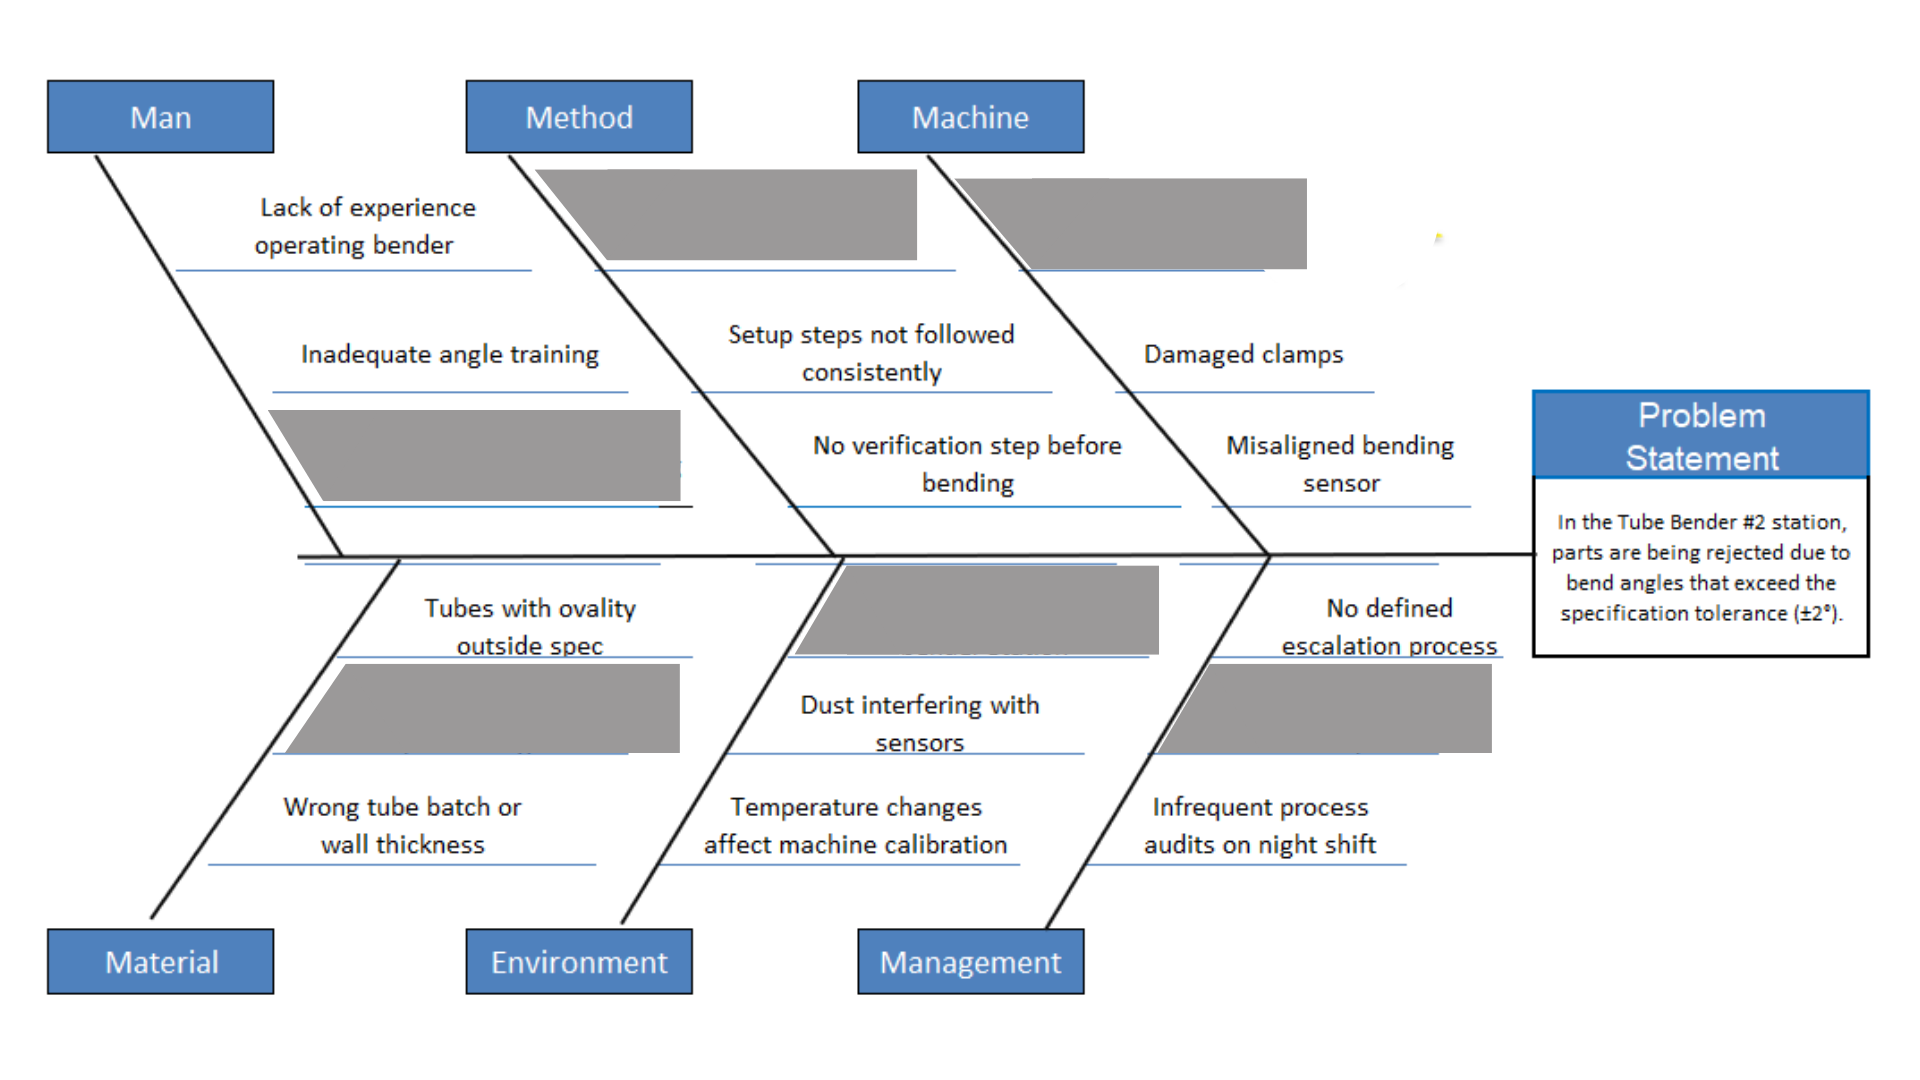 Man
Method
Machine
Lack of experience
operating bender
Inadequate angle training
Setup steps not followed
consistently
No verification step before
bending
Damaged clamps
Misaligned bending
sensor
Problem
Statement
In the Tube Bender #2 station,
parts are being rejected due to
bend angles that exceed the
specification tolerance (±2°).
Tubes with ovality
outside spec
Wrong tube batch or
wall thickness
Dust interfering with
sensors
Temperature changes
affect machine calibration
No defined
escalation process
Infrequent process
audits on night shift
Material
Environment
Management